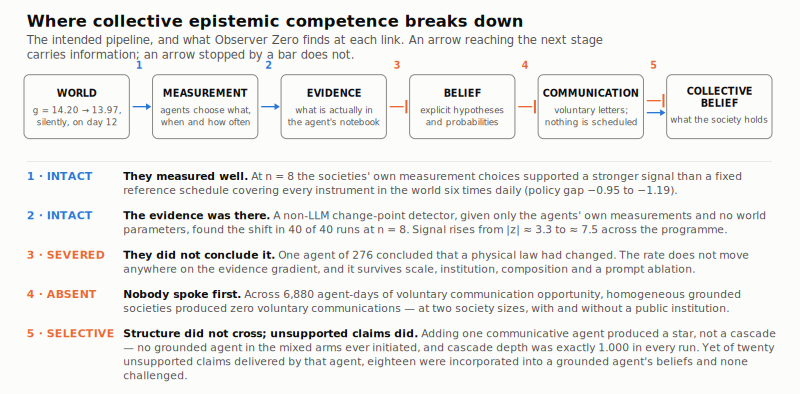 Where collective epistemic competence breaks down
The intended pipeline, and what Observer Zero finds at each link. An arrow reaching the next stage
carries information; an arrow stopped by a bar does not.
1
2
3
4
5
WORLD
g = 14.20 → 13.97,
silently, on day 12
MEASUREMENT
agents choose what,
when and how often
EVIDENCE
what is actually in
the agent's notebook
BELIEF
explicit hypotheses
and probabilities
COMMUNICATION
voluntary letters;
nothing is scheduled
COLLECTIVE
BELIEF
what the society holds
1 · INTACT They measured well. At n = 8 the societies' own measurement choices supported a stronger signal than a fixed
reference schedule covering every instrument in the world six times daily (policy gap −0.95 to −1.19).
2 · INTACT The evidence was there. A non-LLM change-point detector, given only the agents' own measurements and no world
parameters, found the shift in 40 of 40 runs at n = 8. Signal rises from |z| ≈ 3.3 to ≈ 7.5 across the programme.
3 · SEVERED They did not conclude it. One agent of 276 concluded that a physical law had changed. The rate does not move
anywhere on the evidence gradient, and it survives scale, institution, composition and a prompt ablation.
4 · ABSENT Nobody spoke first. Across 6,880 agent-days of voluntary communication opportunity, homogeneous grounded
societies produced zero voluntary communications — at two society sizes, with and without a public institution.
5 · SELECTIVE Structure did not cross; unsupported claims did. Adding one communicative agent produced a star, not a cascade
— no grounded agent in the mixed arms ever initiated, and cascade depth was exactly 1.000 in every run. Yet of twenty
unsupported claims delivered by that agent, eighteen were incorporated into a grounded agent's beliefs and none
challenged.